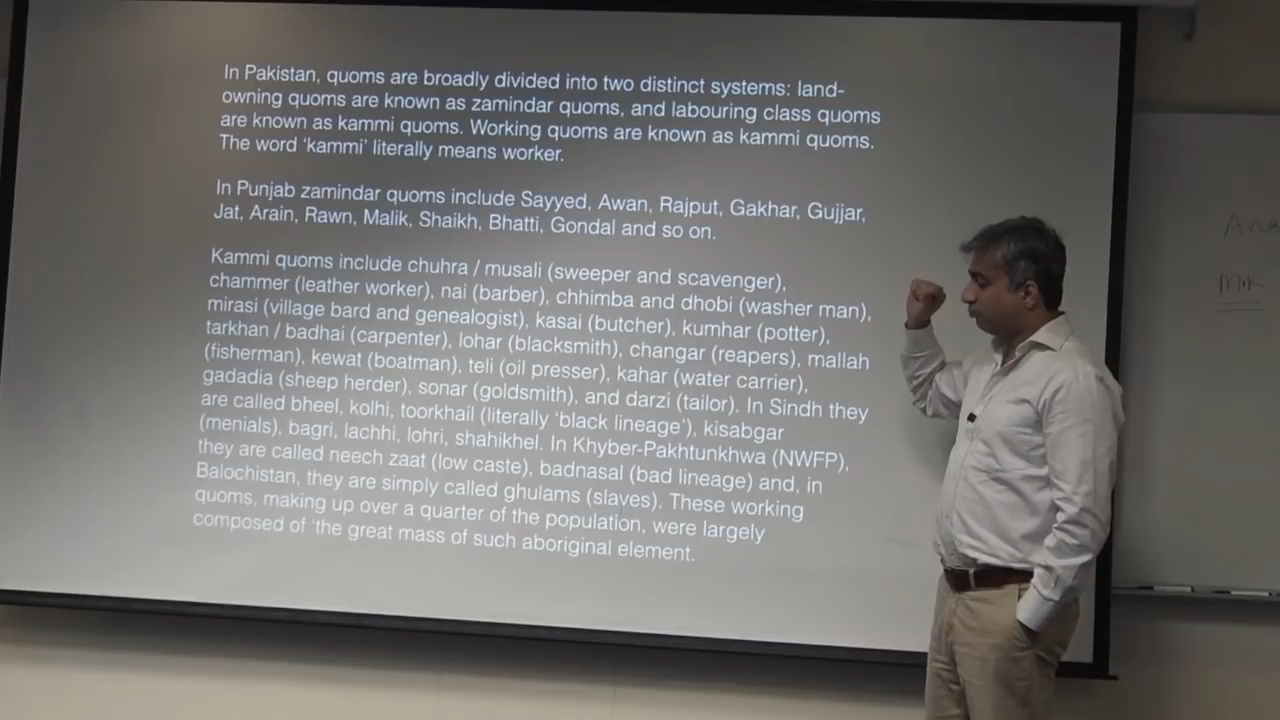 In Pakistan, quoms are broadly divided into two distinct systems: land-
owning quoms are known as zamindar quoms, and labouring class quoms
are known as kammi quoms. Working quoms are known as kammi quoms.
The word ‘kammi’ literally means worker.
In Punjab zamindar quoms include Sayyed, Awan, Rajput, Gakhar, Gujjar,
Jat, Arain, Rawn, Malik, Shaikh, Bhatti, Gondal and so on.
Kammi quoms include chuhra / musali (sweeper and scavenger),
chammer (leather worker), nai (barber), chhimba and dhobi (washer man),
mirasi (village bard and genealogist), kasai (butcher), kumhar (potter),
tarkhan / badhai (carpenter), lohar (blacksmith), changar (reapers), mallah
(fisherman), kewat (boatman), teli (oil presser), kahar (water carrier),
gadadia (sheep herder), sonar (goldsmith), and darzi (tailor). In Sindh they
are called bheel, kolhi, toorkhail (literally ‘black lineage’), kisabgar
(menials), bagri, lachhi, lohri, shahikhel. In Khyber-Pakhtunkhwa (NWFP),
they are called neech zaat (low caste), badnasal (bad lineage) and, in
Balochistan, they are simply called ghulams (slaves). These working
quoms, making up over a quarter of the population, were largely
composed of ‘the great mass of such aboriginal element.